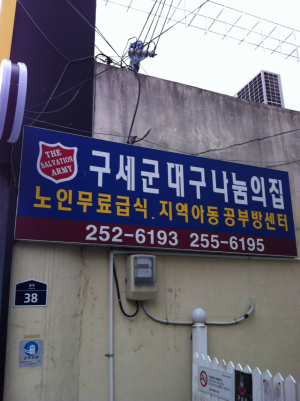 THE
SALVATION
ARMY
구세군대구나눔의집
노인무료급식.지역아동공부방센터
252-6193 255-6195
38